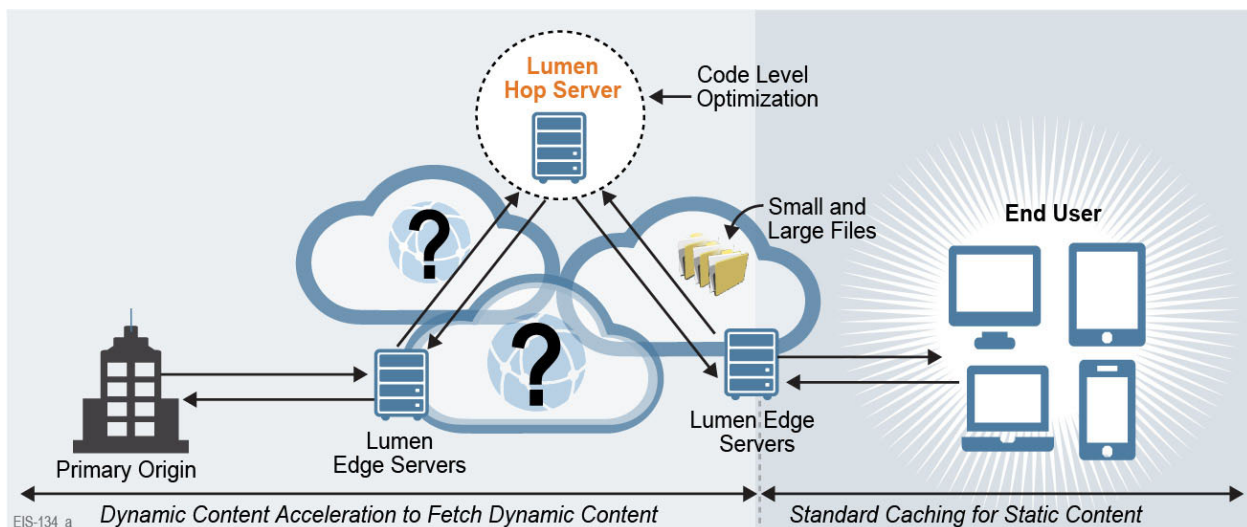 Lumen
Hop Server
Code Level
Optimization
?
Small and
Large Files
End User
?
Primary Origin
Lumen
Edge Servers
Lumen Edge
Servers
EIS-134_a
Dynamic Content Acceleration to Fetch Dynamic Content
Standard Caching for Static Content